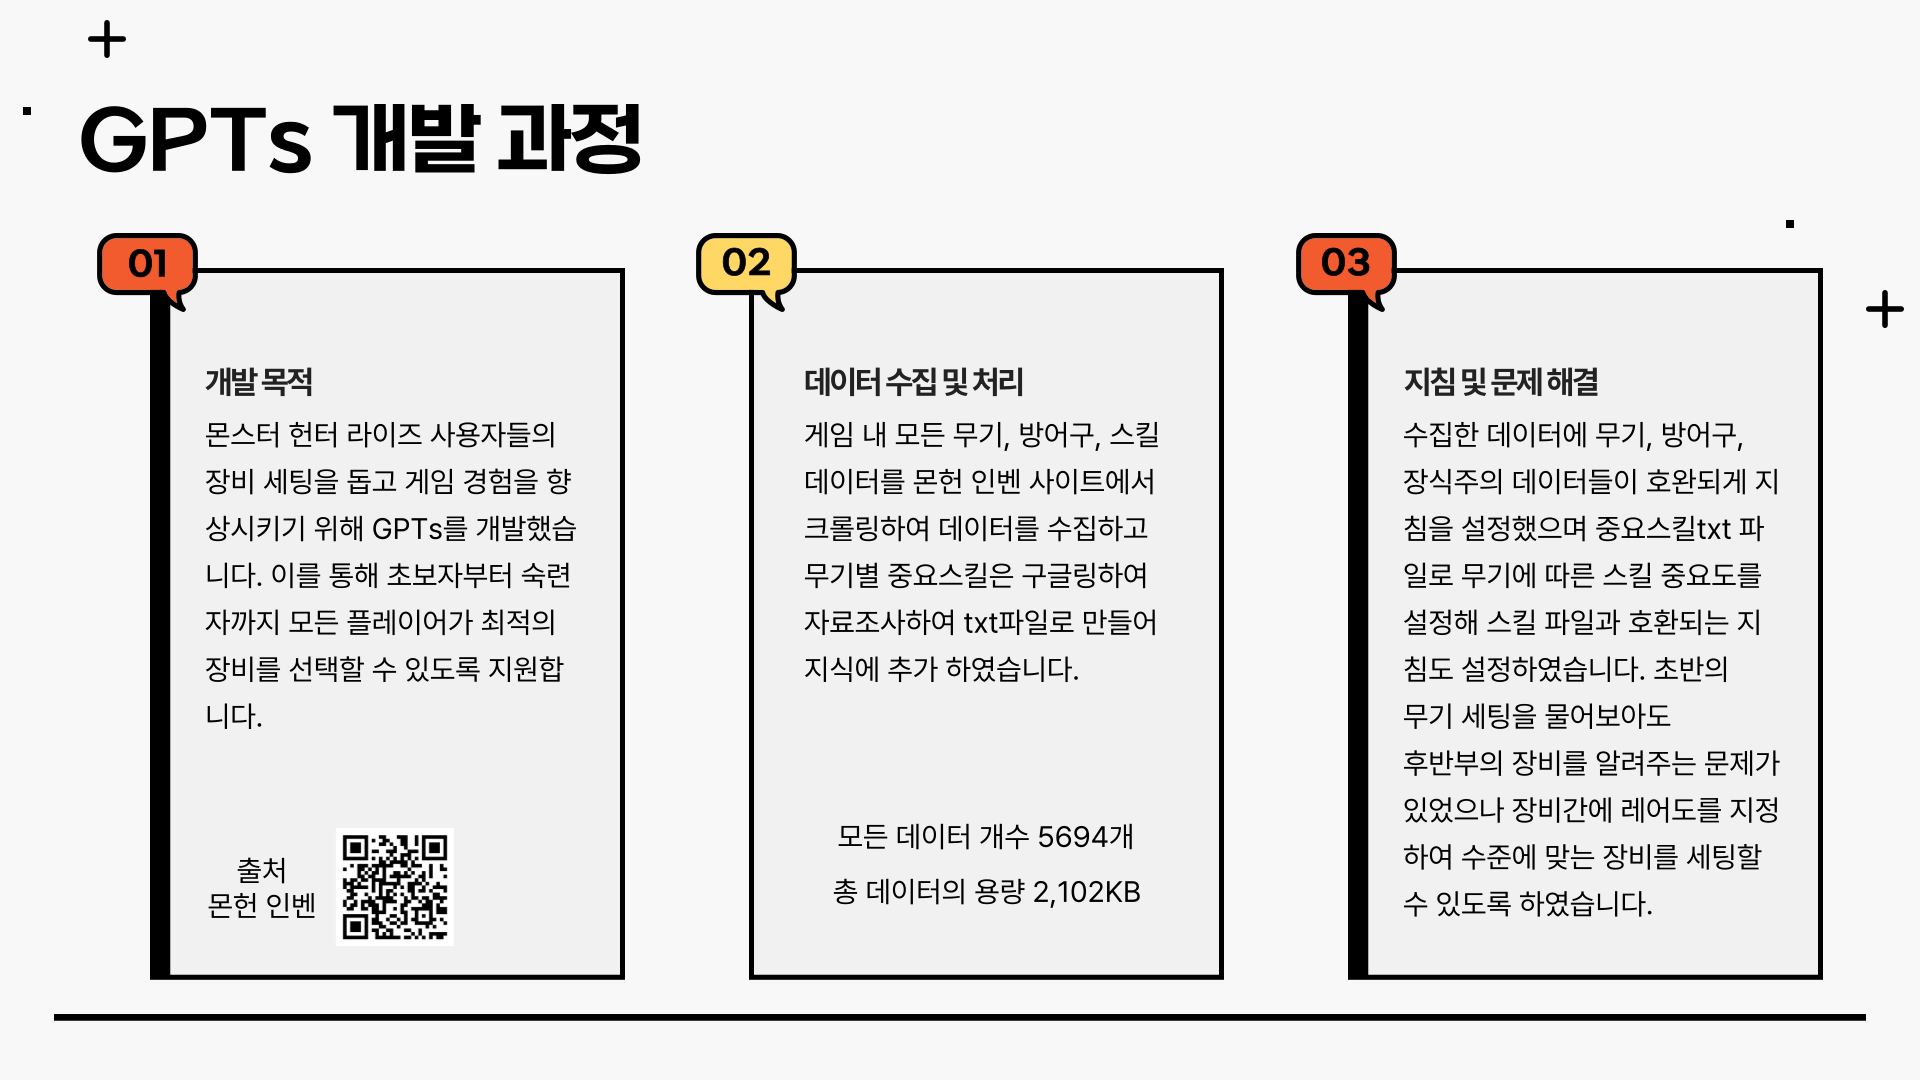 GPTs 개발 과정
01
개발 목적
몬스터 헌터 라이즈 사용자들의
장비 세팅을 돕고 게임 경험을 향
상시키기 위해 GPTs를 개발했습
니다. 이를 통해 초보자부터 숙련
자까지 모든 플레이어가 최적의
장비를 선택할 수 있도록 지원합
니다.
출처
몬헌 인벤
02
데이터 수집 및 처리
게임 내 모든 무기, 방어구, 스킬
데이터를 몬헌 인벤 사이트에서
크롤링하여 데이터를 수집하고
무기별 중요스킬은 구글링하여
자료조사하여 txt파일로 만들어
지식에 추가 하였습니다.
모든 데이터 개수 5694개
총 데이터의 용량 2,102KB
03
지침 및 문제 해결
수집한 데이터에 무기, 방어구,
장식주의 데이터들이 호완되게 지
침을 설정했으며 중요스킬txt 파
일로 무기에 따른 스킬 중요도를
설정해 스킬 파일과 호환되는 지
침도 설정하였습니다. 초반의
무기 세팅을 물어보아도
후반부의 장비를 알려주는 문제가
있었으나 장비간에 레어도를 지정
하여 수준에 맞는 장비를 세팅할
수 있도록 하였습니다.